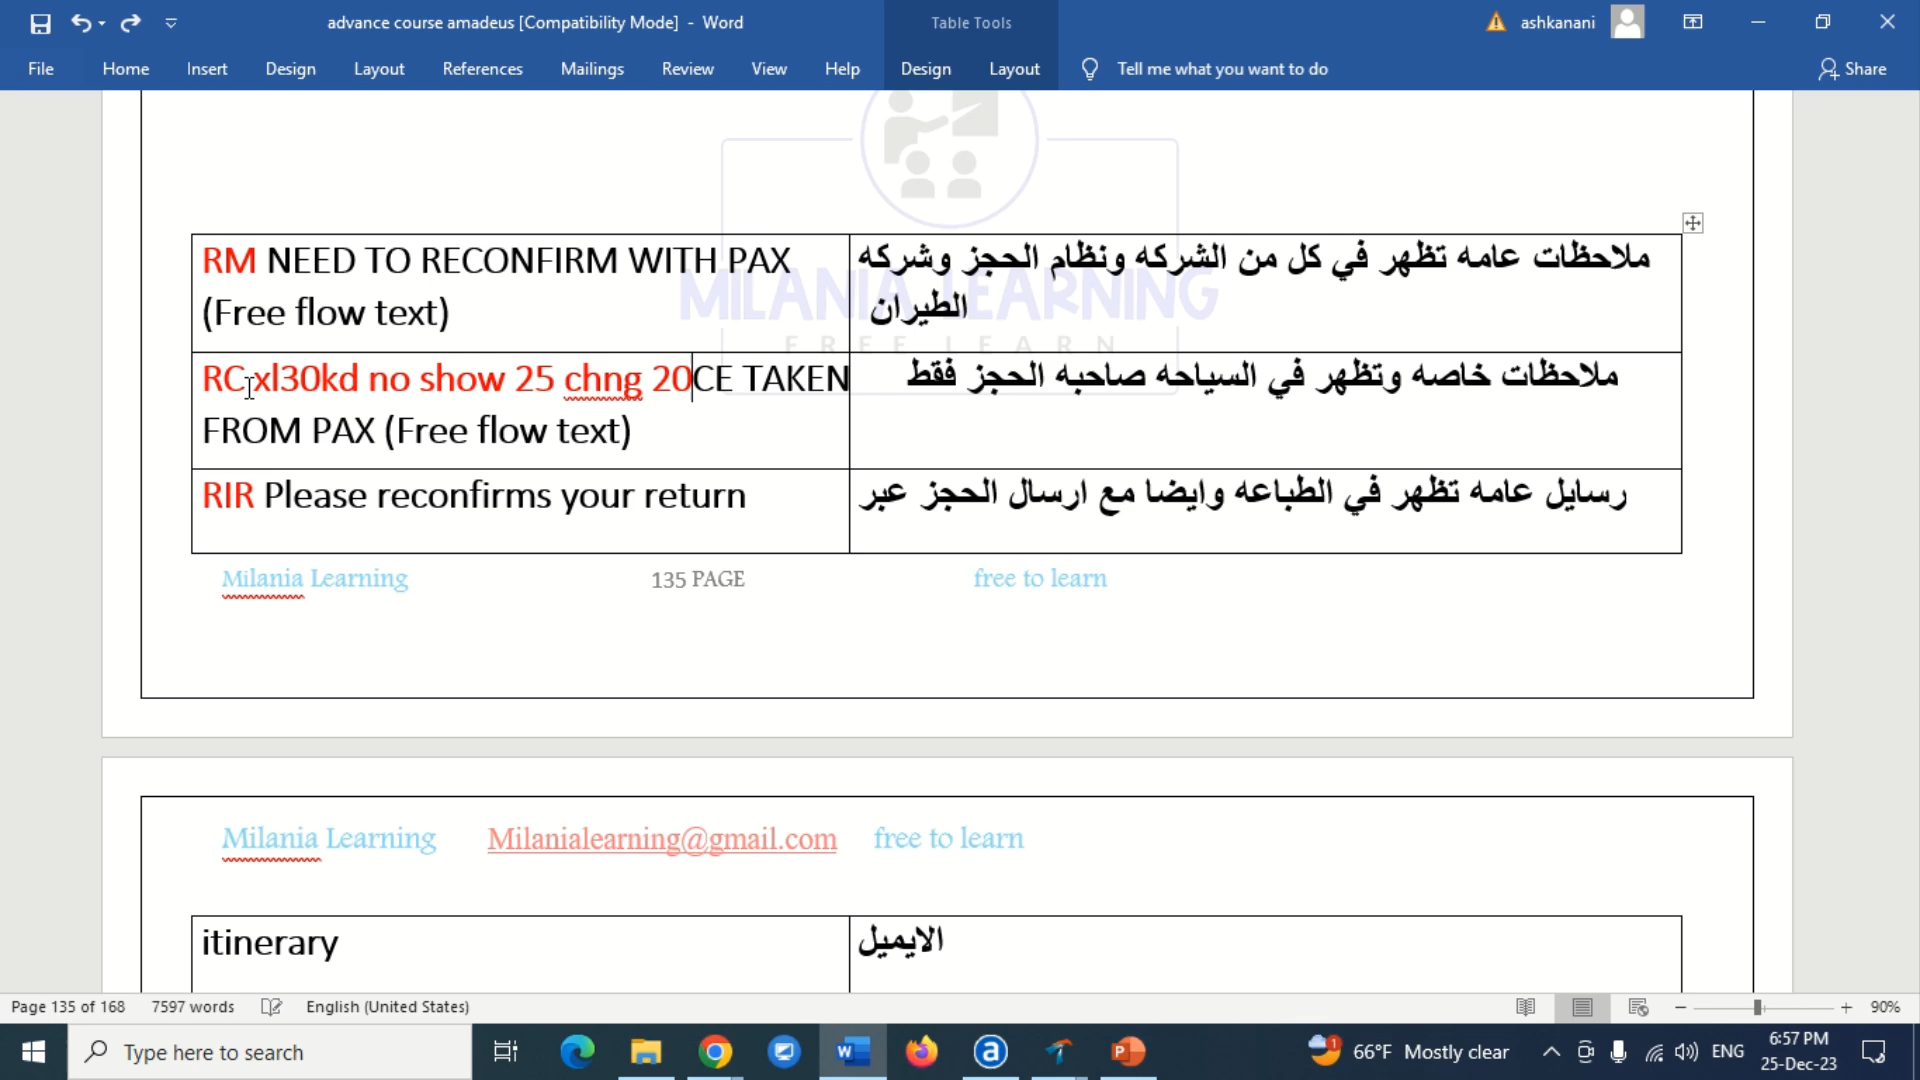 advance course amadeus [Compatibility Mode] - Word
Table Tools
ashkanani
File Home Insert Design Layout References Mailings Review View Help Design Layout Tell me what you want to do Share
RM NEED TO RECONFIRM WITH PAX
(Free flow text)
ملاحظات عامه تظهر في كل من الشركه ونظام الحجز وشركه
الطيران
MILANIA LEARNING
FREE LEARN
RC xl30kd no show 25 chng 20CE TAKEN
FROM PAX (Free flow text)
ملاحظات خاصه وتظهر في السياحه صاحبه الحجز فقط
RIR Please reconfirms your return
رسايل عامه تظهر في الطباعه وايضا مع ارسال الحجز عبر
Milania Learning 135 PAGE free to learn
Milania Learning Milanialearning@gmail.com free to learn
itinerary
الايميل
Page 135 of 168 7597 words English (United States) 90%
Type here to search
66°F Mostly clear
ENG
6:57 PM
25-Dec-23